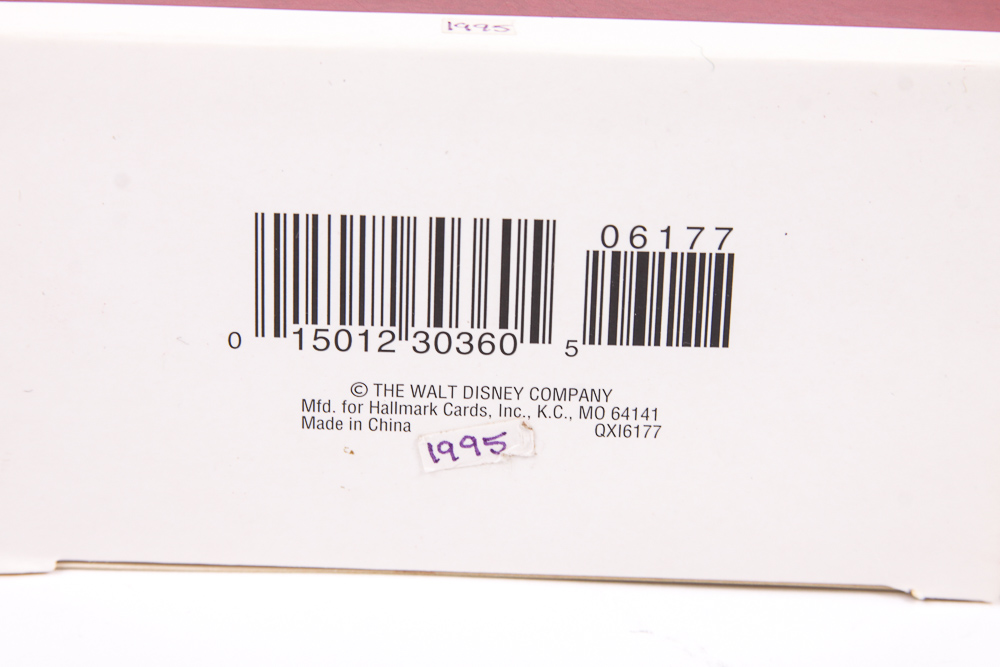 1995
06177
0 15012 30360 5
© THE WALT DISNEY COMPANY
Mfd. for Hallmark Cards, Inc., K.C., MO 64141
Made in China QXI6177
1995